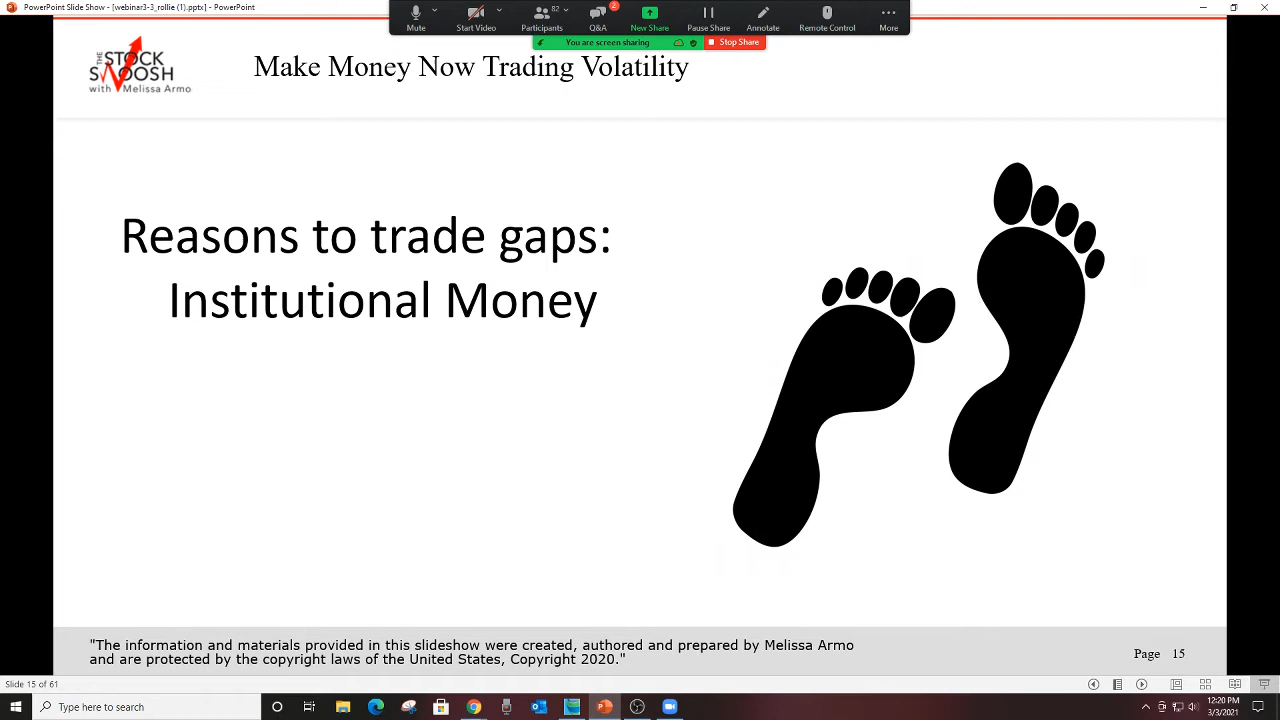 PowerPoint Slide Show - [webinar3-3_rollie (1).pptx] - PowerPoint
Mute
Start Video
82
Participants
2
Q&A
New Share
Pause Share
Annotate
Remote Control
More
You are screen sharing
Stop Share
THE STOCK
SWOOSH
with Melissa Armo
Make Money Now Trading Volatility
Reasons to trade gaps:
Institutional Money
"The information and materials provided in this slideshow were created, authored and prepared by Melissa Armo
and are protected by the copyright laws of the United States, Copyright 2020."
Page 15
Slide 15 of 61
Type here to search
12:20 PM
3/3/2021